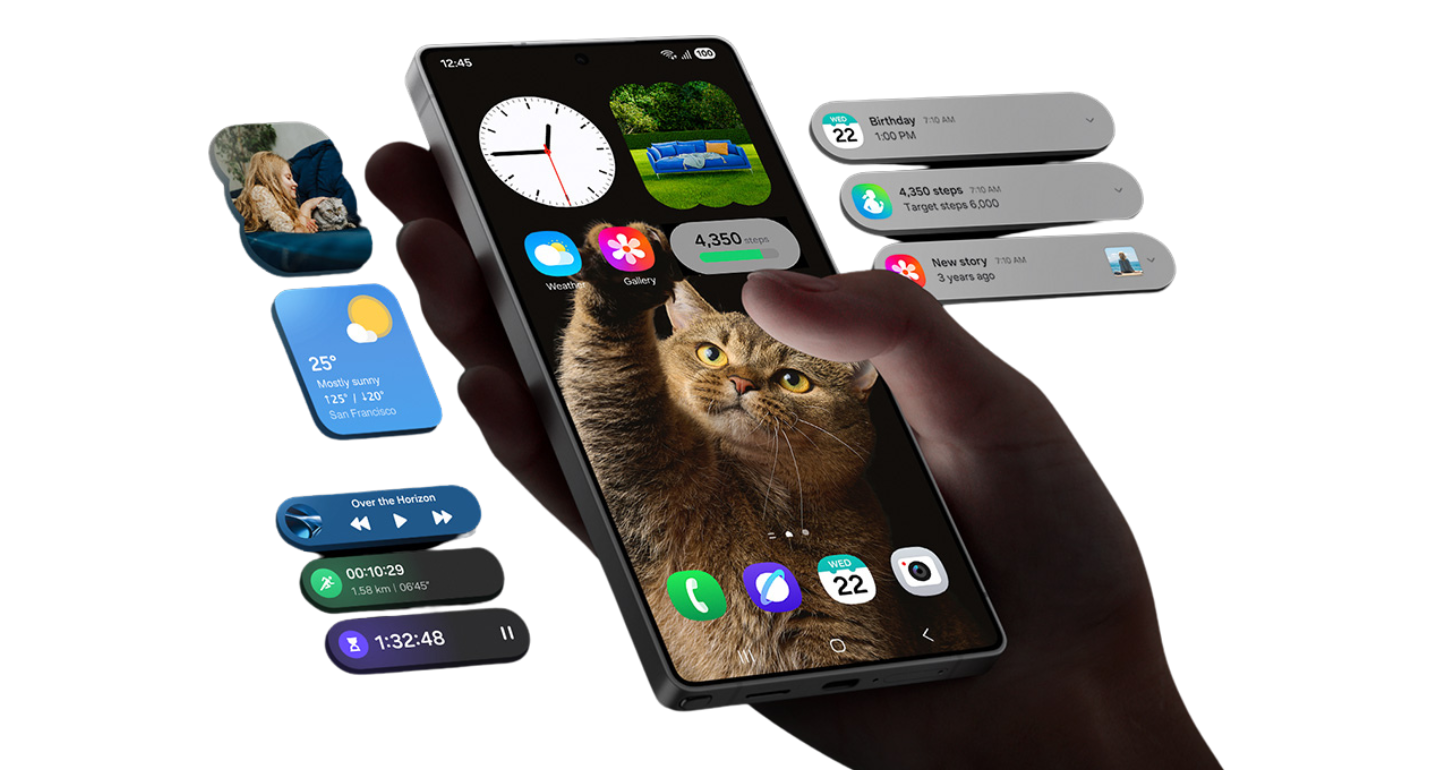 12:45
100
4,350 steps
Weather
Gallery
WED
22
WED
22
Birthday 7:10 AM
1:00 PM
4,350 steps 7:10 AM
Target steps 6,000
New story 7:10 AM
3 years ago
25°
Mostly sunny
↑25° / ↓20°
San Francisco
Over the Horizon
00:10:29
1.58 km | 06'45"
1:32:48